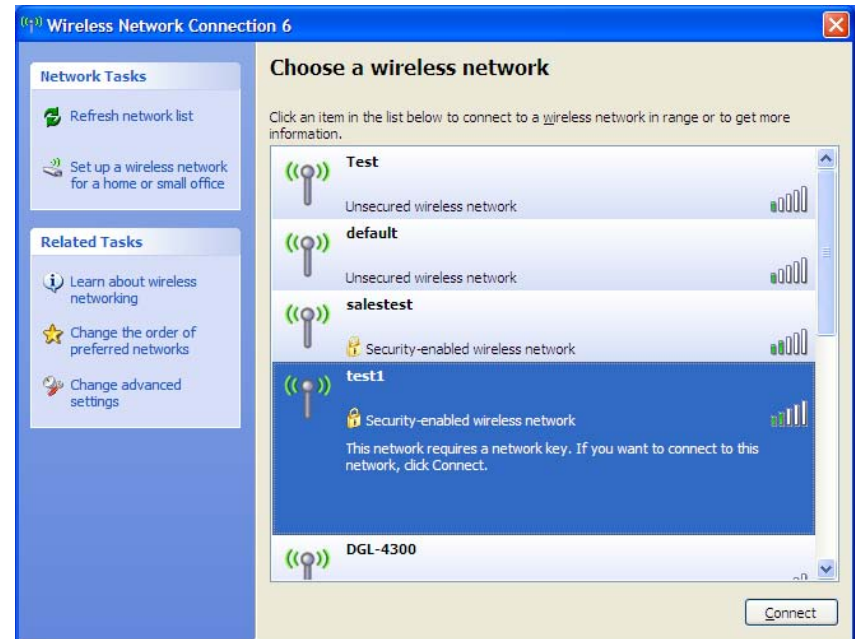 Wireless Network Connection 6
Network Tasks
Refresh network list
Set up a wireless network
for a home or small office
Related Tasks
Learn about wireless
networking
Change the order of
preferred networks
Change advanced
settings
Choose a wireless network
Click an item in the list below to connect to a wireless network in range or to get more
information.
Test
Unsecured wireless network
default
Unsecured wireless network
salestest
Security-enabled wireless network
test1
Security-enabled wireless network
This network requires a network key. If you want to connect to this
network, click Connect.
DGL-4300
Connect